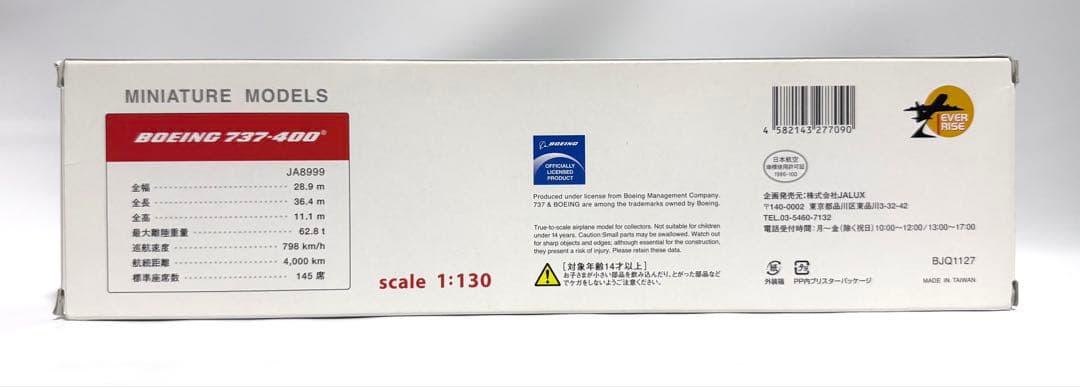 MINIATURE MODELS
BOEING 737-400®
JA8999
全幅 28.9 m
全長 36.4 m
全高 11.1 m
最大離陸重量 62.8 t
巡航速度 798 km/h
航続距離 4,000 km
標準座席数 145 席
scale 1:130
BOEING
OFFICIALLY
LICENSED
PRODUCT
Produced under license from Boeing Management Company.
737 & BOEING are among the trademarks owned by Boeing.
True-to-scale airplane model for collectors. Not suitable for children
under 14 years. Caution:Small parts may be swallowed. Watch out
for sharp objects and edges; although essential for the construction,
they present a risk of injury. Please retain these data.
[対象年齢14才以上]
お子さまが小さい部品を飲み込んだり、とがった部品など
でケガをしないようご注意ください。
4 582143 277090
EVER
RISE
日本航空
商標使用許可証
1995-100
企画発売元:株式会社JALUX
〒140-0002 東京都品川区東品川3-32-42
TEL.03-5460-7132
電話受付時間:月〜金(除く祝日)10:00〜12:00/13:00〜17:00
紙
プラ
外装箱 PP内ブリスターパッケージ
BJQ1127
MADE IN TAIWAN